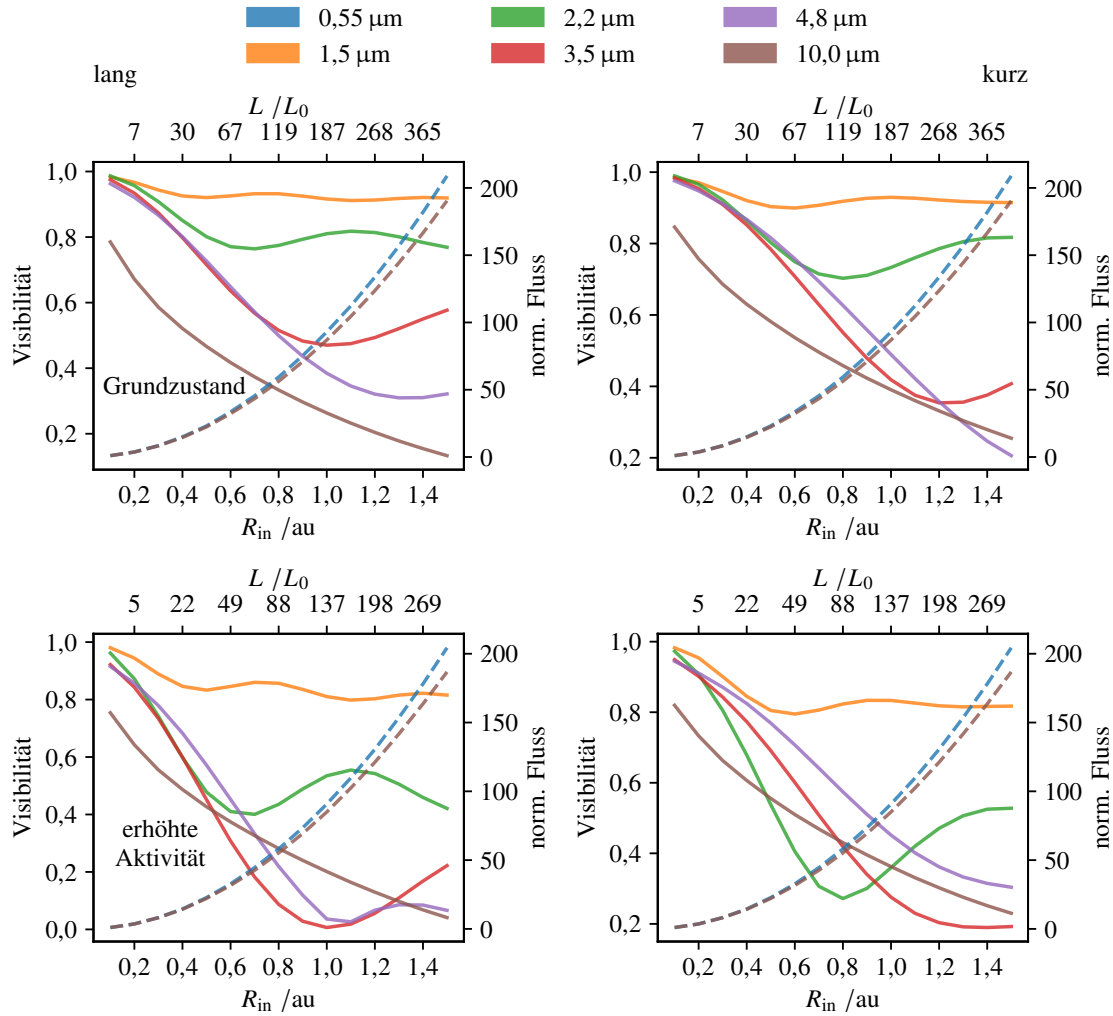 0,55 µm 2,2 µm 4,8 µm
1,5 µm 3,5 µm 10,0 µm
lang kurz
L /L0
7 30 67 119 187 268 365
1,0
0,8
0,6
0,4
0,2
Visibilität
Grundzustand
200
150
100
50
0
norm. Fluss
0,2 0,4 0,6 0,8 1,0 1,2 1,4
Rin /au
L /L0
7 30 67 119 187 268 365
1,0
0,8
0,6
0,4
0,2
Visibilität
200
150
100
50
0
norm. Fluss
0,2 0,4 0,6 0,8 1,0 1,2 1,4
Rin /au
L /L0
5 22 49 88 137 198 269
1,0
0,8
0,6
0,4
0,2
0,0
Visibilität
erhöhte
Aktivität
200
150
100
50
0
norm. Fluss
0,2 0,4 0,6 0,8 1,0 1,2 1,4
Rin /au
L /L0
5 22 49 88 137 198 269
1,0
0,8
0,6
0,4
0,2
Visibilität
200
150
100
50
0
norm. Fluss
0,2 0,4 0,6 0,8 1,0 1,2 1,4
Rin /au